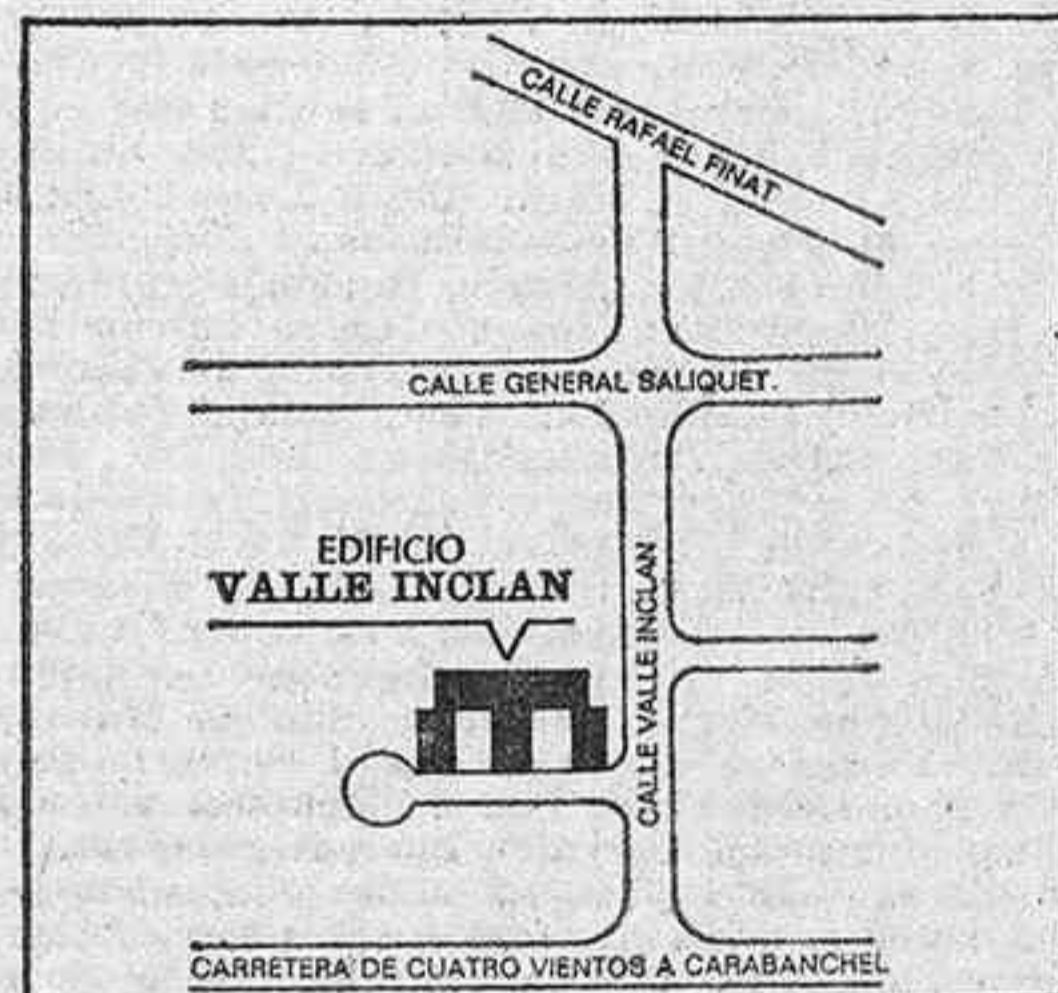 CALLE RAFAEL FINAT
CALLE GENERAL SALIQUET.
EDIFICIO
VALLE INCLAN
CALLE VALLE INCLAN
CARRETERA DE CUATRO VIENTOS A CARABANCHEL